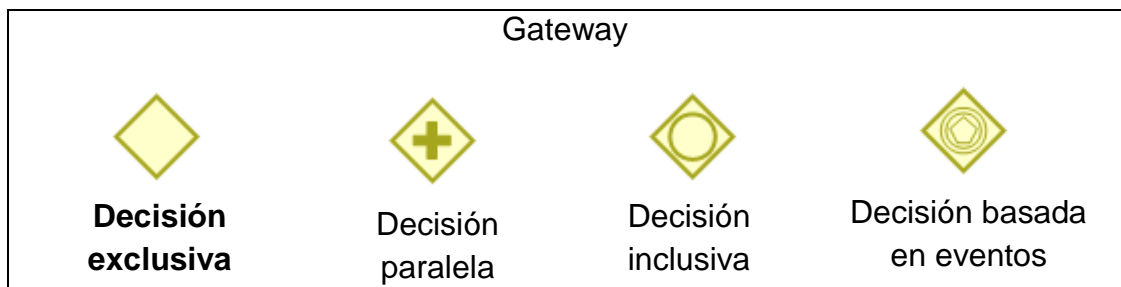 Gateway
Decisión
exclusiva
Decisión
paralela
Decisión
inclusiva
Decisión basada
en eventos